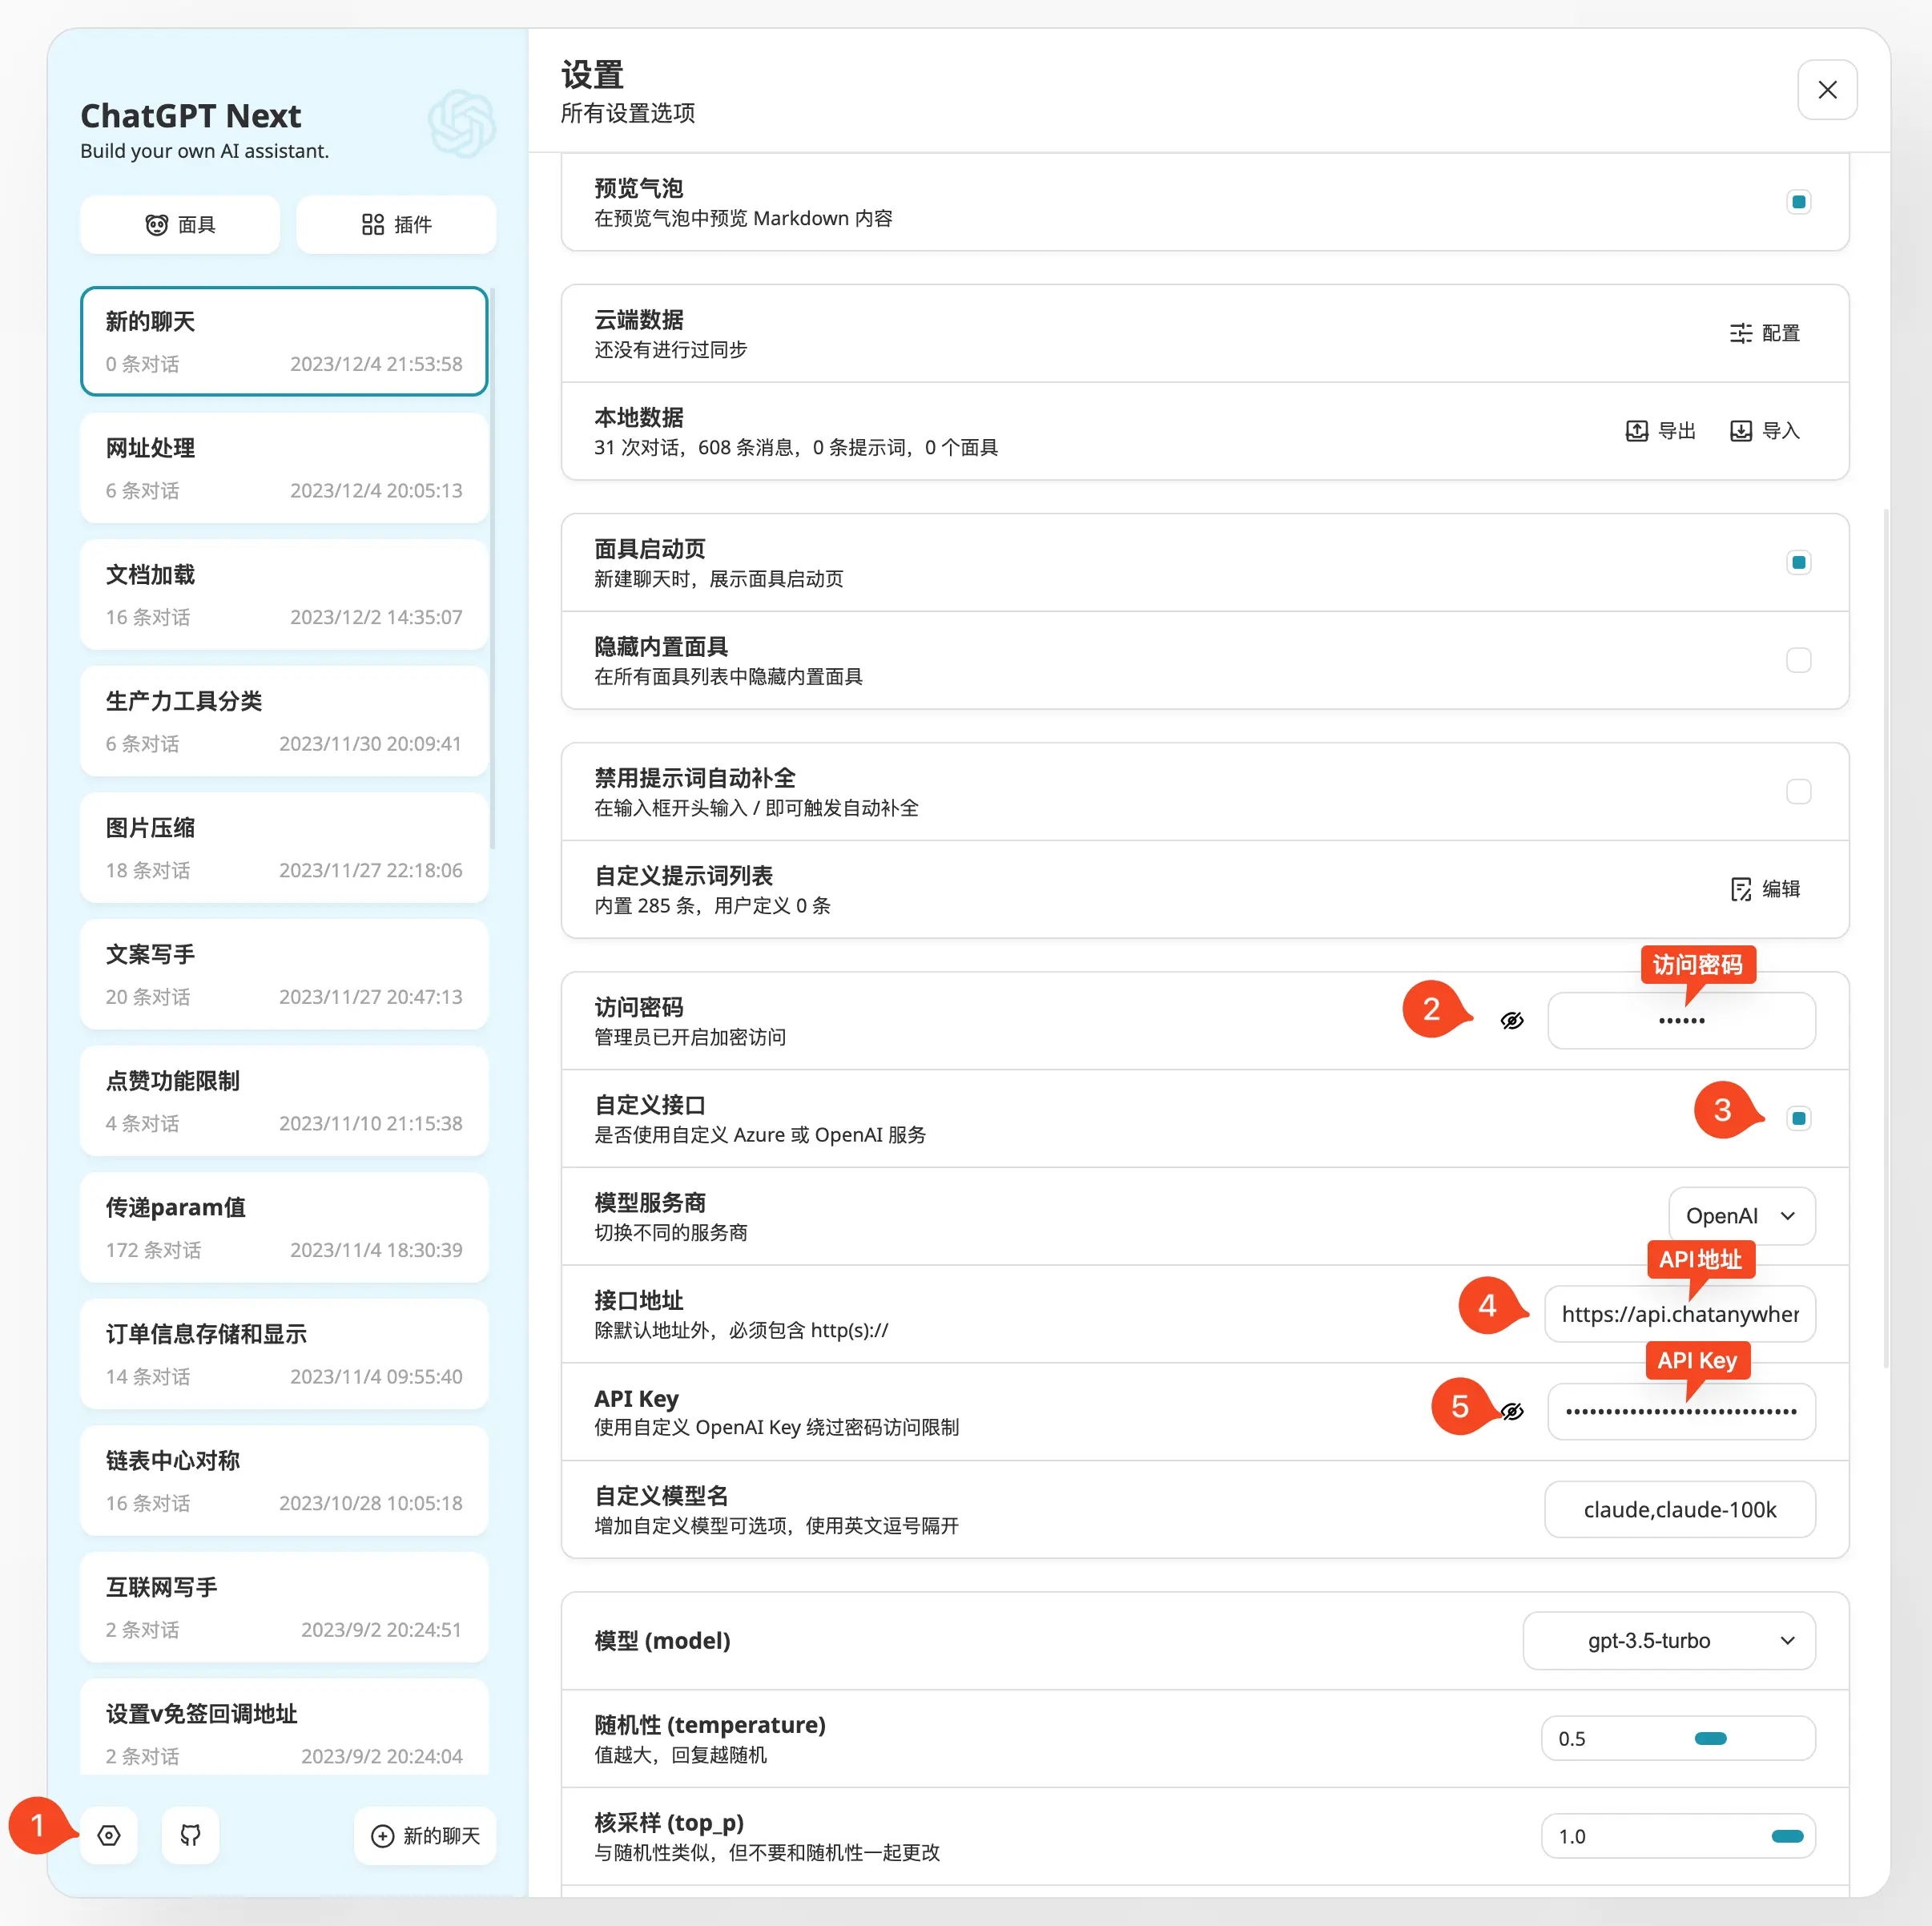 ChatGPT Next
Build your own AI assistant.
面具
插件
新的聊天
0 条对话 2023/12/4 21:53:58
网址处理
6 条对话 2023/12/4 20:05:13
文档加载
16 条对话 2023/12/2 14:35:07
生产力工具分类
6 条对话 2023/11/30 20:09:41
图片压缩
18 条对话 2023/11/27 22:18:06
文案写手
20 条对话 2023/11/27 20:47:13
点赞功能限制
4 条对话 2023/11/10 21:15:38
传递param值
172 条对话 2023/11/4 18:30:39
订单信息存储和显示
14 条对话 2023/11/4 09:55:40
链表中心对称
16 条对话 2023/10/28 10:05:18
互联网写手
2 条对话 2023/9/2 20:24:51
设置v免签回调地址
2 条对话 2023/9/2 20:24:04
1
新的聊天
设置
所有设置选项
预览气泡
在预览气泡中预览 Markdown 内容
云端数据
还没有进行过同步
配置
本地数据
31 次对话，608 条消息，0 条提示词，0 个面具
导出
导入
面具启动页
新建聊天时，展示面具启动页
隐藏内置面具
在所有面具列表中隐藏内置面具
禁用提示词自动补全
在输入框开头输入 / 即可触发自动补全
自定义提示词列表
内置 285 条，用户定义 0 条
编辑
访问密码
访问密码
管理员已开启加密访问
2
••••••
自定义接口
是否使用自定义 Azure 或 OpenAI 服务
3
模型服务商
切换不同的服务商
OpenAI
API地址
接口地址
除默认地址外，必须包含 http(s)://
4
https://api.chatanywher
API Key
API Key
使用自定义 OpenAI Key 绕过密码访问限制
5
自定义模型名
增加自定义模型可选项，使用英文逗号隔开
claude,claude-100k
模型 (model)
gpt-3.5-turbo
随机性 (temperature)
值越大，回复越随机
0.5
核采样 (top_p)
与随机性类似，但不要和随机性一起更改
1.0